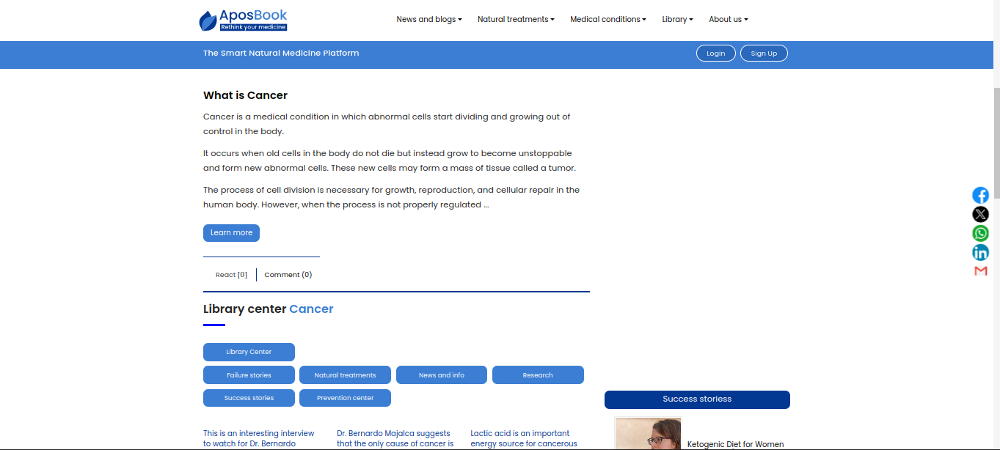 AposBook
Rethink your medicine
News and blogs
Natural treatments
Medical conditions
Library
About us
The Smart Natural Medicine Platform
Login
Sign Up
What is Cancer
Cancer is a medical condition in which abnormal cells start dividing and growing out of
control in the body.
It occurs when old cells in the body do not die but instead grow to become unstoppable
and form new abnormal cells. These new cells may form a mass of tissue called a tumor.
The process of cell division is necessary for growth, reproduction, and cellular repair in the
human body. However, when the process is not properly regulated ...
Learn more
React [0]
Comment (0)
Library center Cancer
Library Center
Failure stories
Natural treatments
News and info
Research
Success stories
Prevention center
This is an interesting interview
to watch for Dr. Bernardo
Dr. Bernardo Majalca suggests
that the only cause of cancer is
Lactic acid is an important
energy source for cancerous
Success storiess
Ketogenic Diet for Women